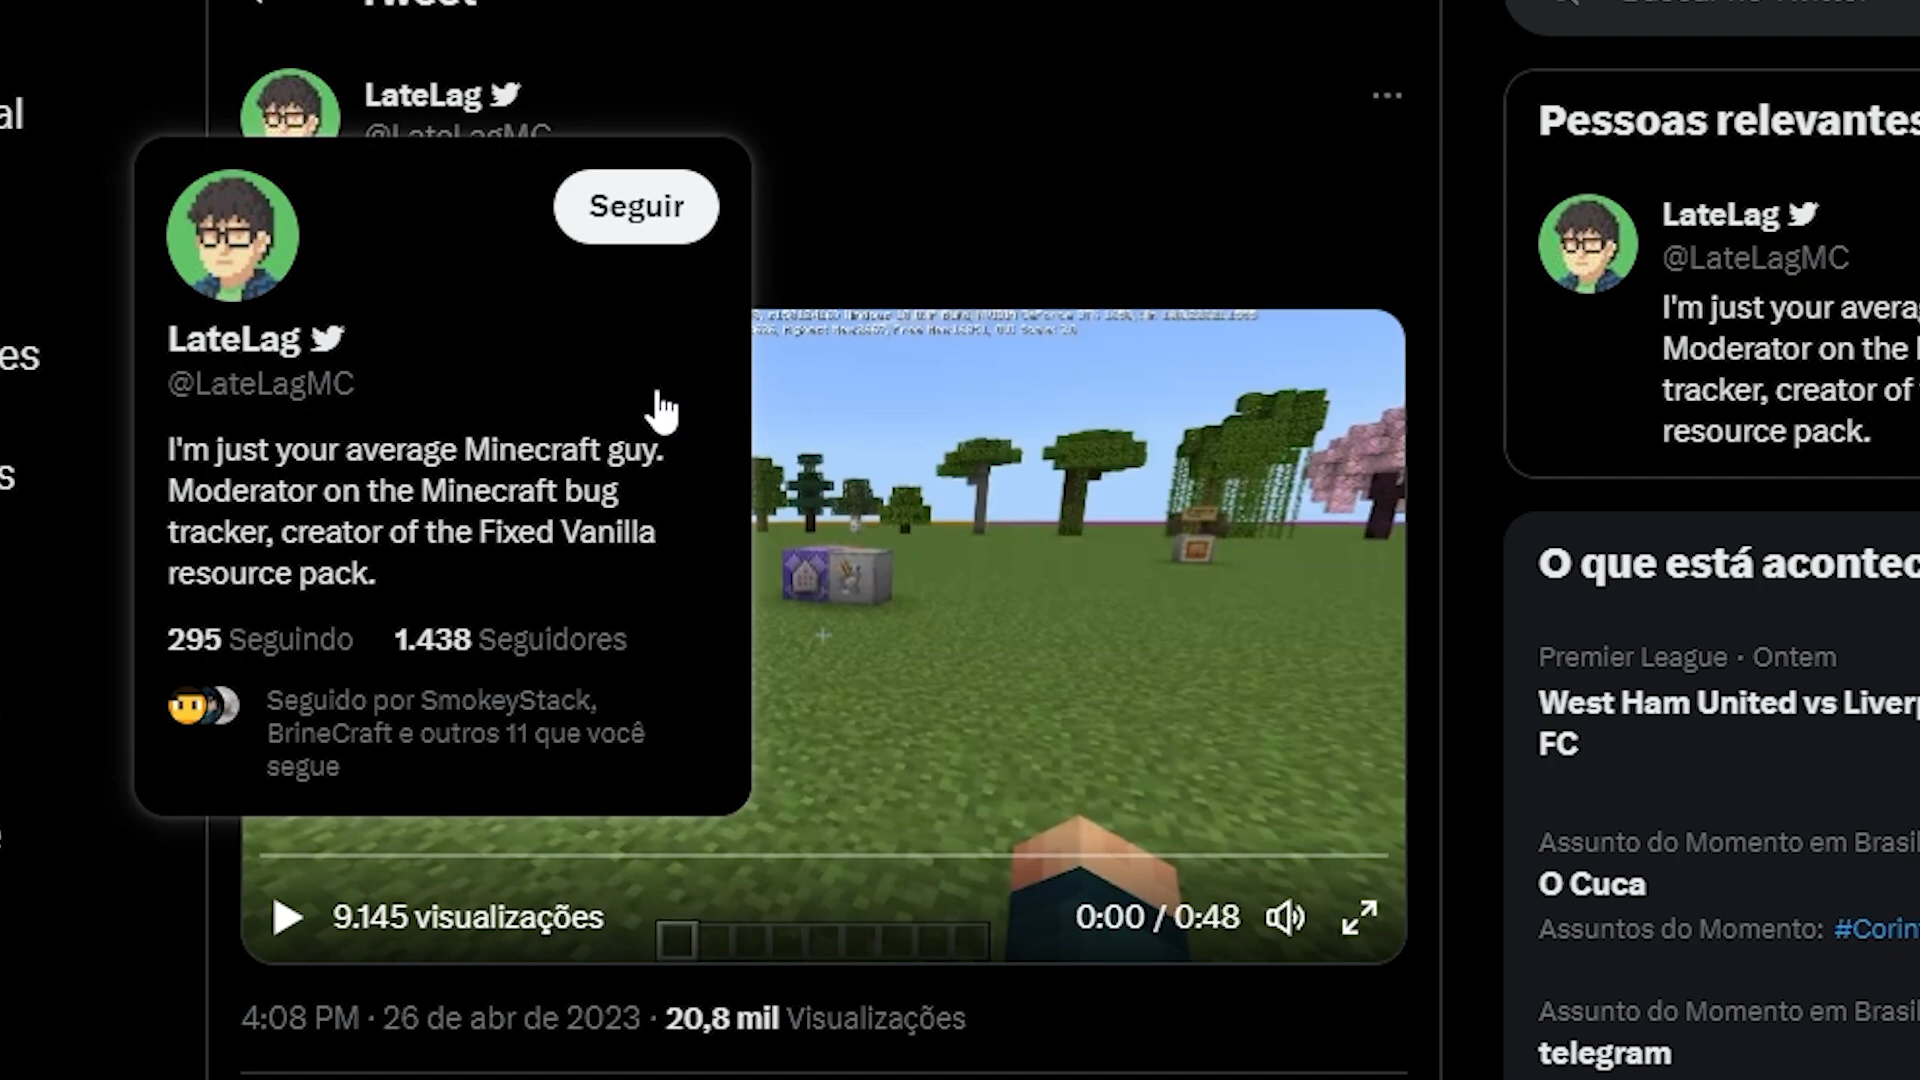 Tweet
al
es
s
LateLag
@LateLagMC
Seguir
LateLag
@LateLagMC
I'm just your average Minecraft guy.
Moderator on the Minecraft bug
tracker, creator of the Fixed Vanilla
resource pack.
295 Seguindo 1.438 Seguidores
Seguido por SmokeyStack,
BrineCraft e outros 11 que você
segue
9.145 visualizações
0:00 / 0:48
4:08 PM · 26 de abr de 2023 · 20,8 mil Visualizações
Pessoas relevantes
LateLag
@LateLagMC
I'm just your avera
Moderator on the
tracker, creator of
resource pack.
O que está acontec
Premier League · Ontem
West Ham United vs Liverp
FC
Assunto do Momento em Brasil
O Cuca
Assuntos do Momento: #Corin
Assunto do Momento em Brasil
telegram